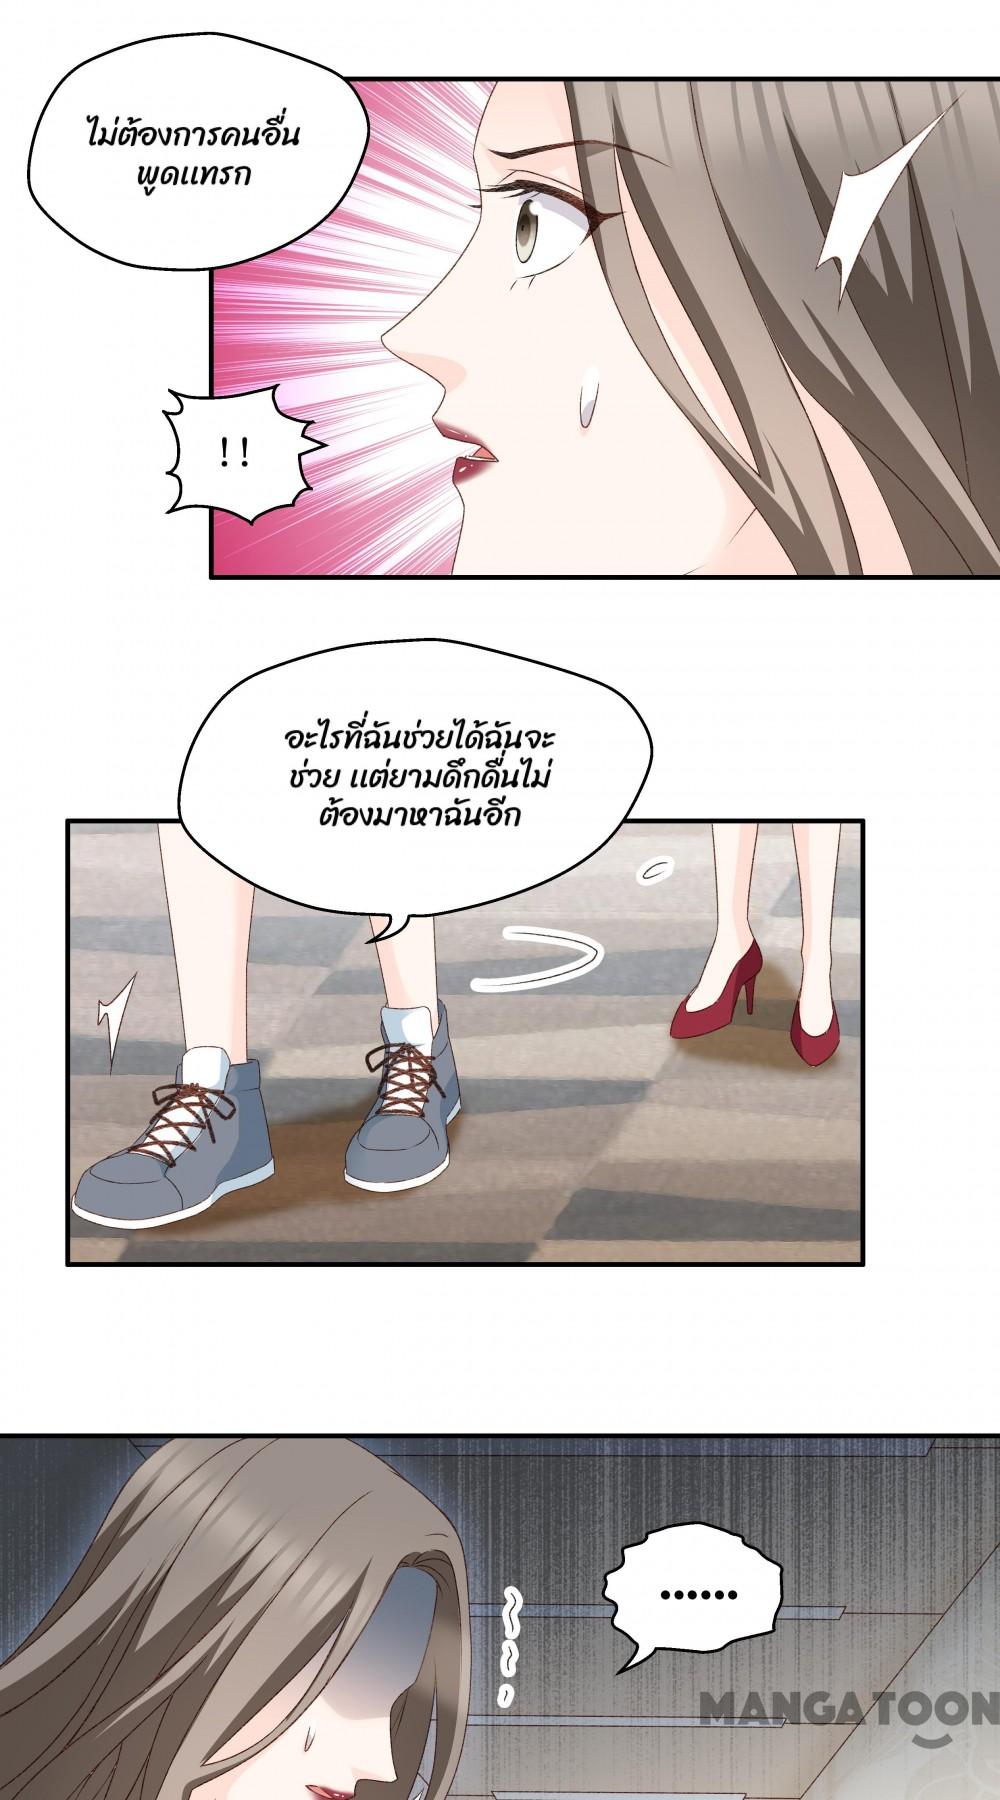 ไม่ต้องการคนอื่น
พูดแทรก
!!
อะไรที่ฉันช่วยได้ฉันจะ
ช่วย แต่ยามดึกดื่นไม่
ต้องมาหาฉันอีก
......
MANGATOON